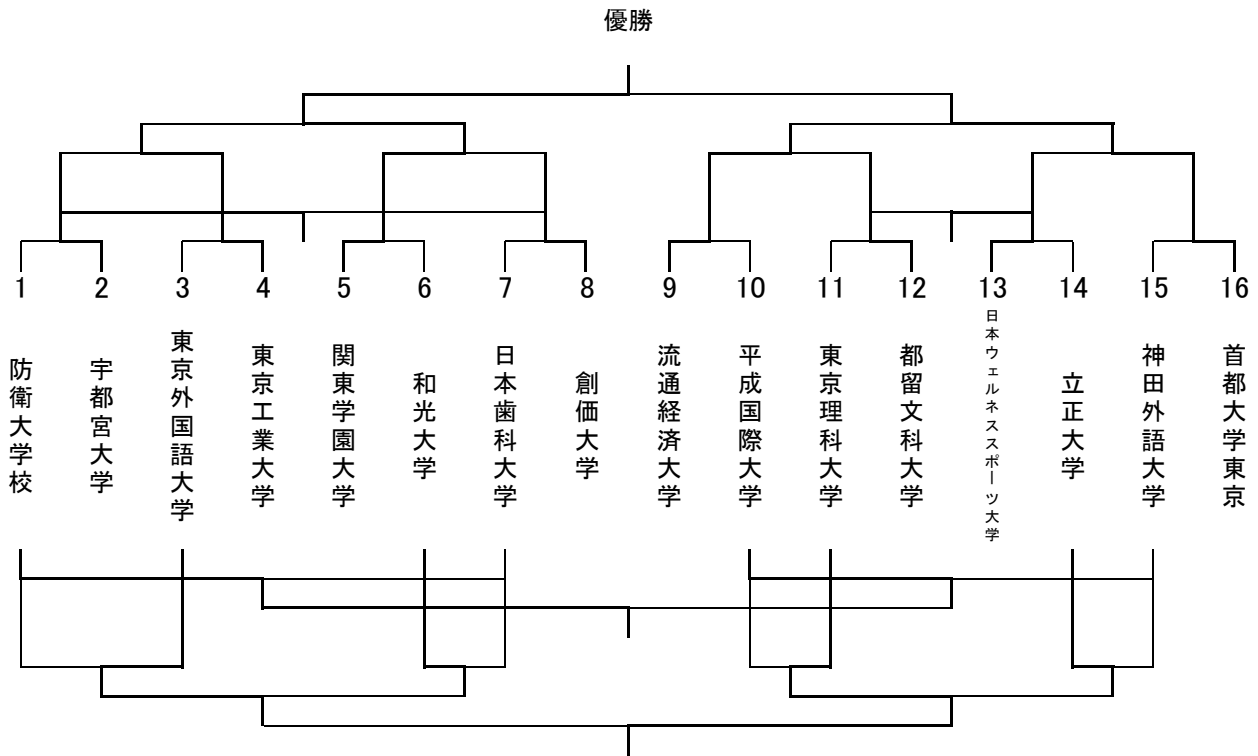 優勝
1 2 3 4 5 6 7 8 9 10 11 12 13 14 15 16
防衛大学校
宇都宮大学
東京外国語大学
東京工業大学
関東学園大学
和光大学
日本歯科大学
創価大学
流通経済大学
平成国際大学
東京理科大学
都留文科大学
日本ウェルネススポーツ大学
立正大学
神田外語大学
首都大学東京